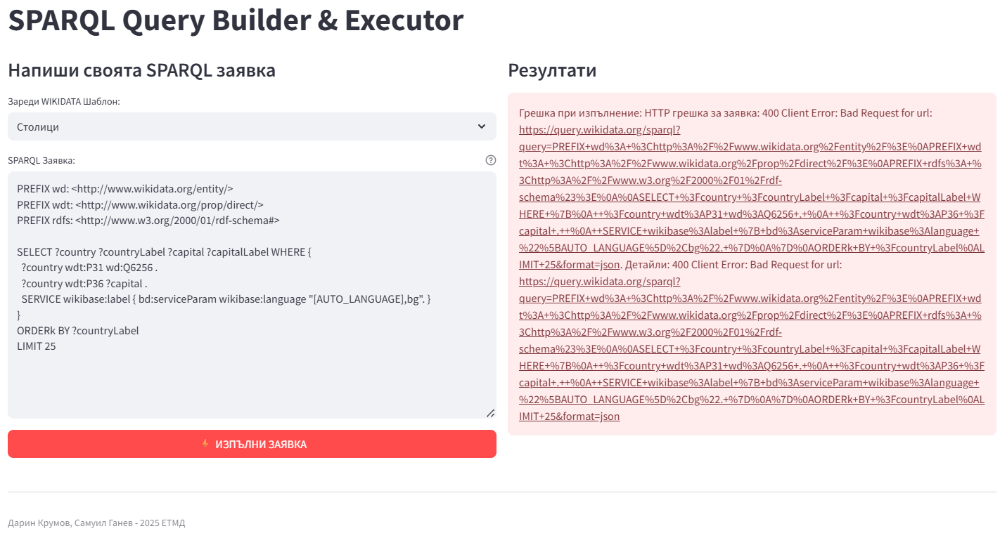 SPARQL Query Builder & Executor
Напиши своята SPARQL заявка
Зареди WIKIDATA Шаблон:
Столици
SPARQL Заявка:
PREFIX wd: <http://www.wikidata.org/entity/>
PREFIX wdt: <http://www.wikidata.org/prop/direct/>
PREFIX rdfs: <http://www.w3.org/2000/01/rdf-schema#>
SELECT ?country ?countryLabel ?capital ?capitalLabel WHERE {
?country wdt:P31 wd:Q6256 .
?country wdt:P36 ?capital .
SERVICE wikibase:label { bd:serviceParam wikibase:language "[AUTO_LANGUAGE],bg". }
}
ORDERk BY ?countryLabel
LIMIT 25
ИЗПЪЛНИ ЗАЯВКА
Резултати
Грешка при изпълнение: HTTP грешка за заявка: 400 Client Error: Bad Request for url:
https://query.wikidata.org/sparql?
query=PREFIX+wd%3A+%3Chttp%3A%2F%2Fwww.wikidata.org%2Fentity%2F%3E%0APREFIX+wd
t%3A+%3Chttp%3A%2F%2Fwww.wikidata.org%2Fprop%2Fdirect%2F%3E%0APREFIX+rdfs%3A+%
3Chttp%3A%2F%2Fwww.w3.org%2F2000%2F01%2Frdf-
schema%23%3E%0A%0ASELECT+%3Fcountry+%3FcountryLabel+%3Fcapital+%3FcapitalLabel+W
HERE+%7B%0A++%3Fcountry+wdt%3AP31+wd%3AQ6256+.+%0A++%3Fcountry+wdt%3AP36+%3F
capital+.++%0A++SERVICE+wikibase%3Alabel+%7B+bd%3AserviceParam+wikibase%3Alanguage+
%22%5BAUTO_LANGUAGE%5D%2Cbg%22.+%7D%0A%7D%0AORDERk+BY+%3FcountryLabel%0AL
IMIT+25&format=json. Детайли: 400 Client Error: Bad Request for url:
https://query.wikidata.org/sparql?
query=PREFIX+wd%3A+%3Chttp%3A%2F%2Fwww.wikidata.org%2Fentity%2F%3E%0APREFIX+wd
t%3A+%3Chttp%3A%2F%2Fwww.wikidata.org%2Fprop%2Fdirect%2F%3E%0APREFIX+rdfs%3A+%
3Chttp%3A%2F%2Fwww.w3.org%2F2000%2F01%2Frdf-
schema%23%3E%0A%0ASELECT+%3Fcountry+%3FcountryLabel+%3Fcapital+%3FcapitalLabel+W
HERE+%7B%0A++%3Fcountry+wdt%3AP31+wd%3AQ6256+.+%0A++%3Fcountry+wdt%3AP36+%3F
capital+.++%0A++SERVICE+wikibase%3Alabel+%7B+bd%3AserviceParam+wikibase%3Alanguage+
%22%5BAUTO_LANGUAGE%5D%2Cbg%22.+%7D%0A%7D%0AORDERk+BY+%3FcountryLabel%0AL
IMIT+25&format=json
Дарин Крумов, Самуил Ганев - 2025 ЕТМД